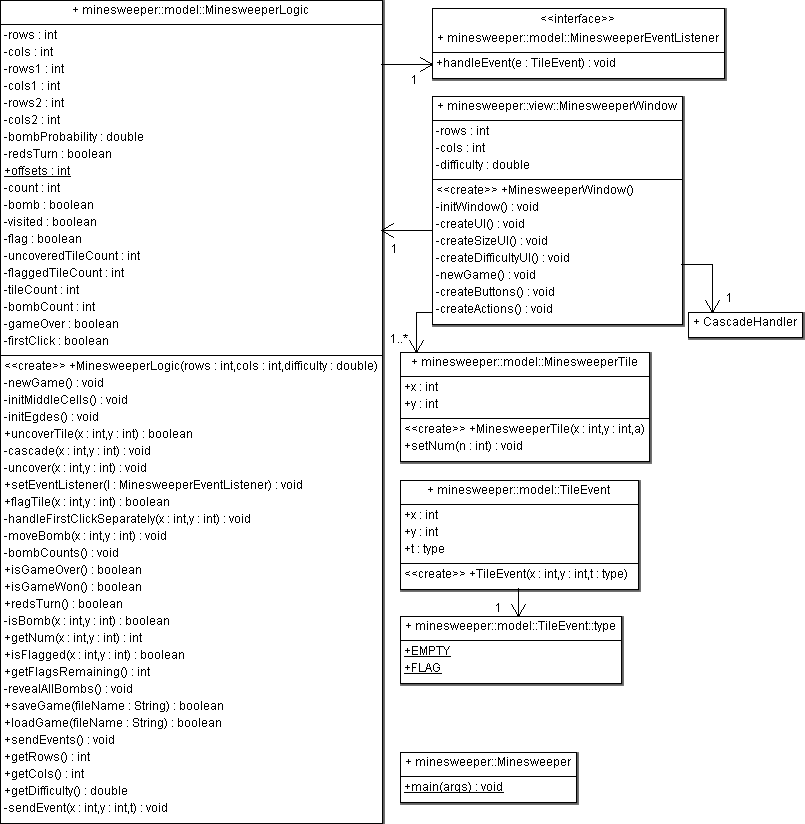 + minesweeper::model::MinesweeperLogic
-rows : int
-cols : int
-rows1 : int
-cols1 : int
-rows2 : int
-cols2 : int
-bombProbability : double
-redsTurn : boolean
+offsets : int
-count : int
-bomb : boolean
-visited : boolean
-flag : boolean
-uncoveredTileCount : int
-flaggedTileCount : int
-tileCount : int
-bombCount : int
-gameOver : boolean
-firstClick : boolean
<<create>> +MinesweeperLogic(rows : int,cols : int,difficulty : double)
-newGame() : void
-initMiddleCells() : void
-initEgdes() : void
+uncoverTile(x : int,y : int) : boolean
-cascade(x : int,y : int) : void
-uncover(x : int,y : int) : void
+setEventListener(l : MinesweeperEventListener) : void
+flagTile(x : int,y : int) : boolean
-handleFirstClickSeparately(x : int,y : int) : void
-moveBomb(x : int,y : int) : void
-bombCounts() : void
+isGameOver() : boolean
+isGameWon() : boolean
+redsTurn() : boolean
-isBomb(x : int,y : int) : boolean
+getNum(x : int,y : int) : int
+isFlagged(x : int,y : int) : boolean
+getFlagsRemaining() : int
-revealAllBombs() : void
+saveGame(fileName : String) : boolean
+loadGame(fileName : String) : boolean
+sendEvents() : void
+getRows() : int
+getCols() : int
+getDifficulty() : double
-sendEvent(x : int,y : int,t) : void
<<interface>>
+ minesweeper::model::MinesweeperEventListener
+handleEvent(e : TileEvent) : void
1
+ minesweeper::view::MinesweeperWindow
-rows : int
-cols : int
-difficulty : double
<<create>> +MinesweeperWindow()
-initWindow() : void
-createUI() : void
-createSizeUI() : void
-createDifficultyUI() : void
-newGame() : void
-createButtons() : void
-createActions() : void
1
1
+ CascadeHandler
1..*
+ minesweeper::model::MinesweeperTile
+x : int
+y : int
<<create>> +MinesweeperTile(x : int,y : int,a)
+setNum(n : int) : void
+ minesweeper::model::TileEvent
+x : int
+y : int
+t : type
<<create>> +TileEvent(x : int,y : int,t : type)
1
+ minesweeper::model::TileEvent::type
+EMPTY
+FLAG
+ minesweeper::Minesweeper
+main(args) : void